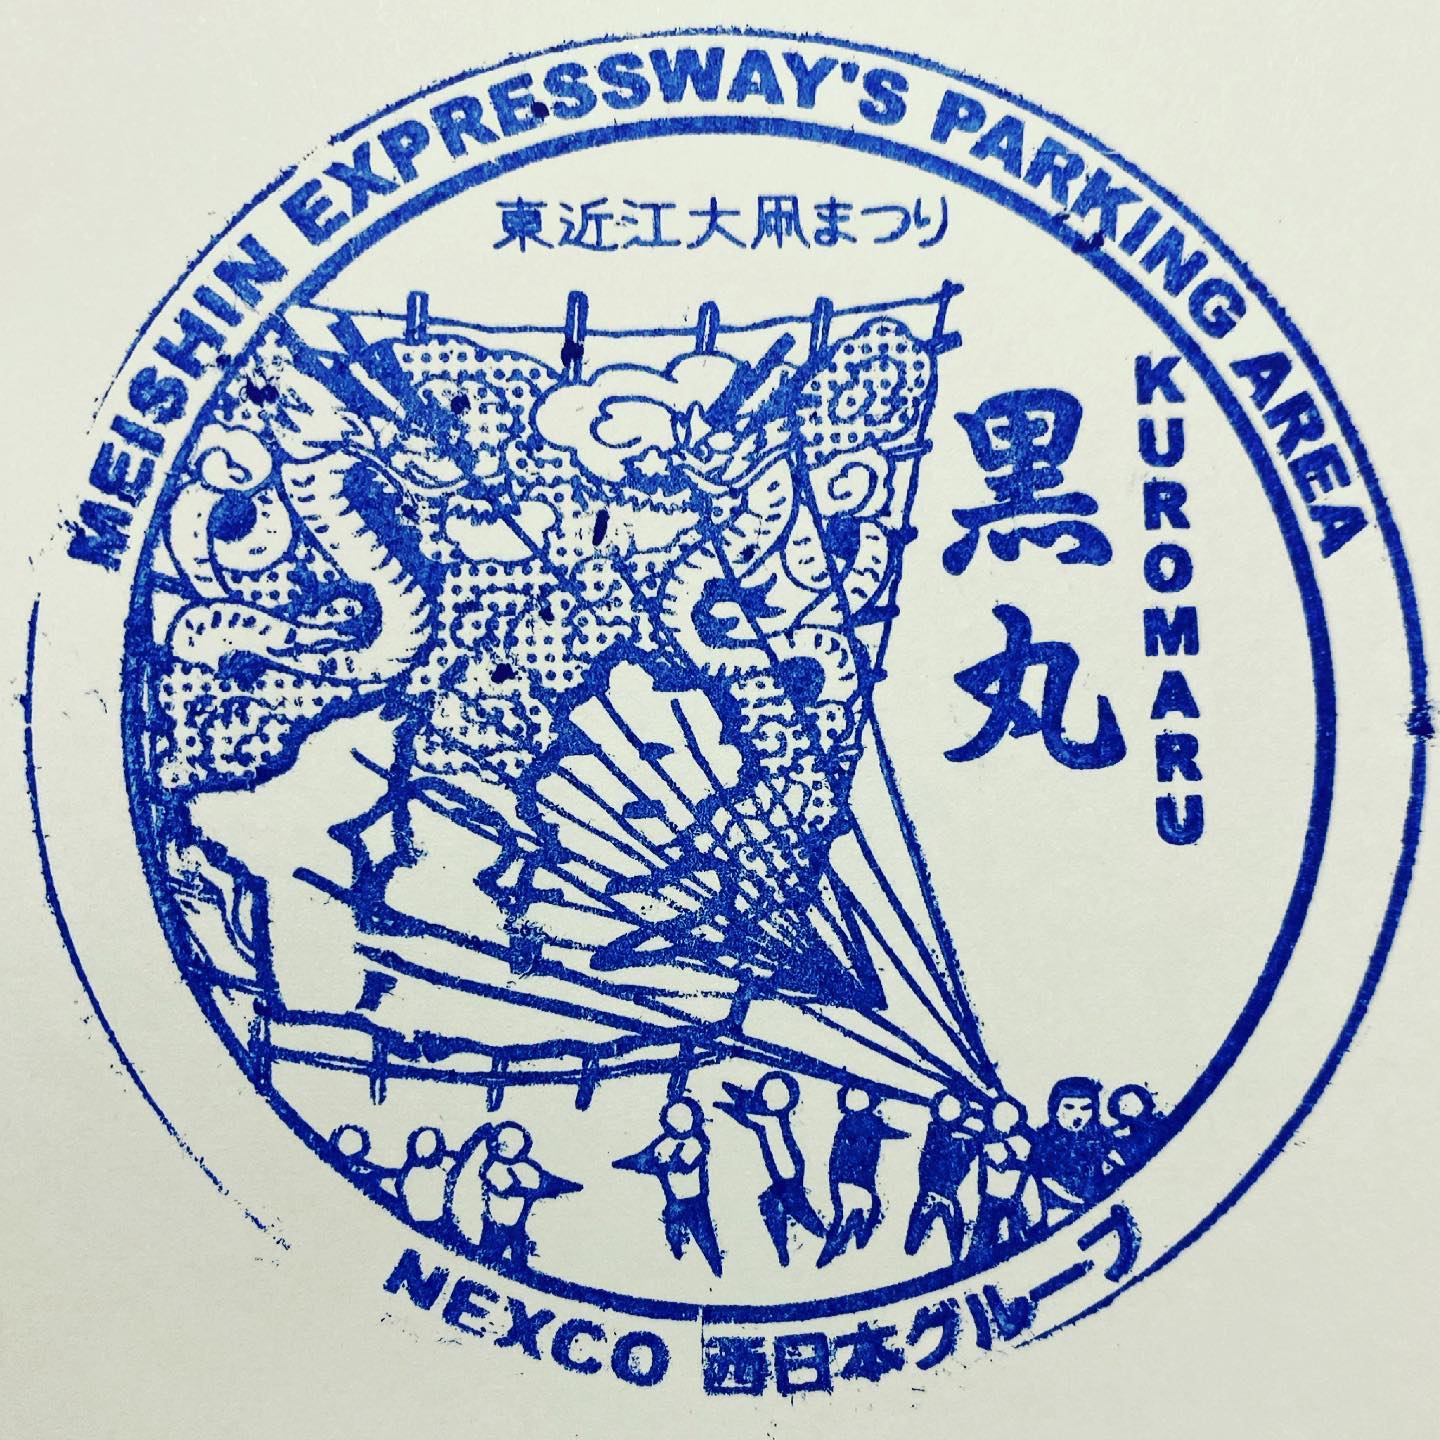 MEISHIN EXPRESSWAY'S PARKING AREA
東近江大凧まつり
黒丸
KUROMARU
NEXCO 西日本グループ